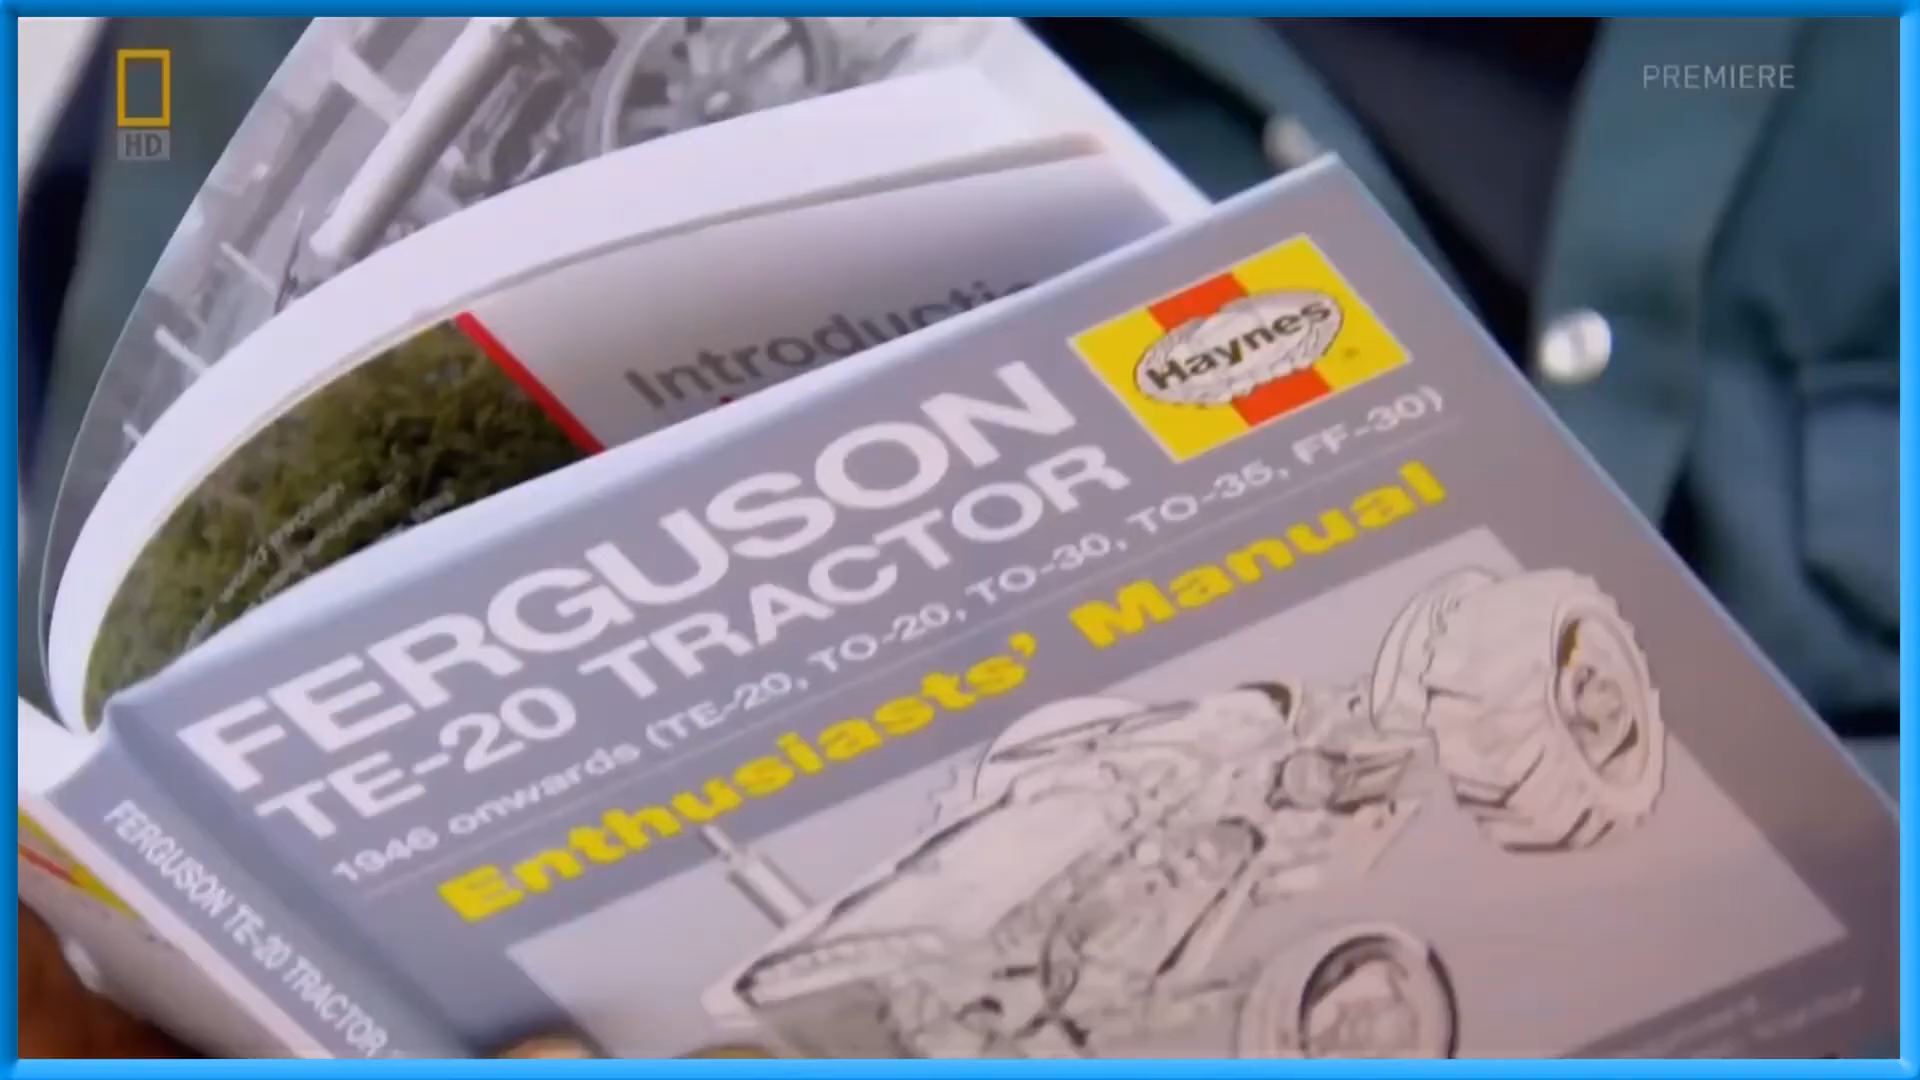 HD
PREMIERE
Introducti
Haynes
FERGUSON
TE-20 TRACTOR
1946 onwards (TE-20, TO-20, TO-30, TO-35, FF-30)
Enthusiasts' Manual
FERGUSON TE-20 TRACTOR